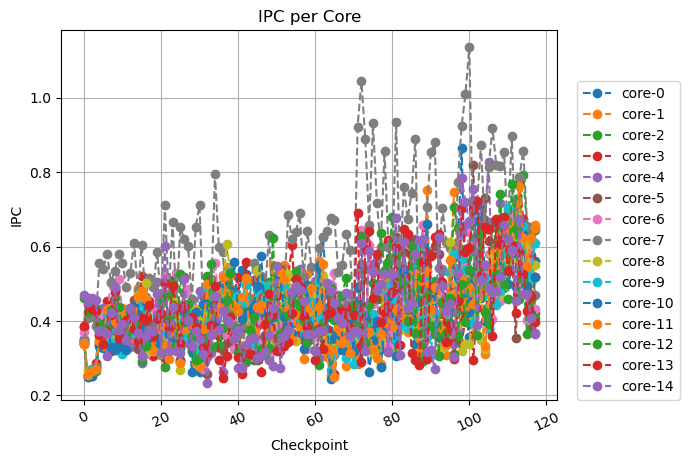 IPC per Core
1.0
0.8
0.6
0.4
0.2
IPC
0
20
40
60
80
100
120
Checkpoint
core-0
core-1
core-2
core-3
core-4
core-5
core-6
core-7
core-8
core-9
core-10
core-11
core-12
core-13
core-14